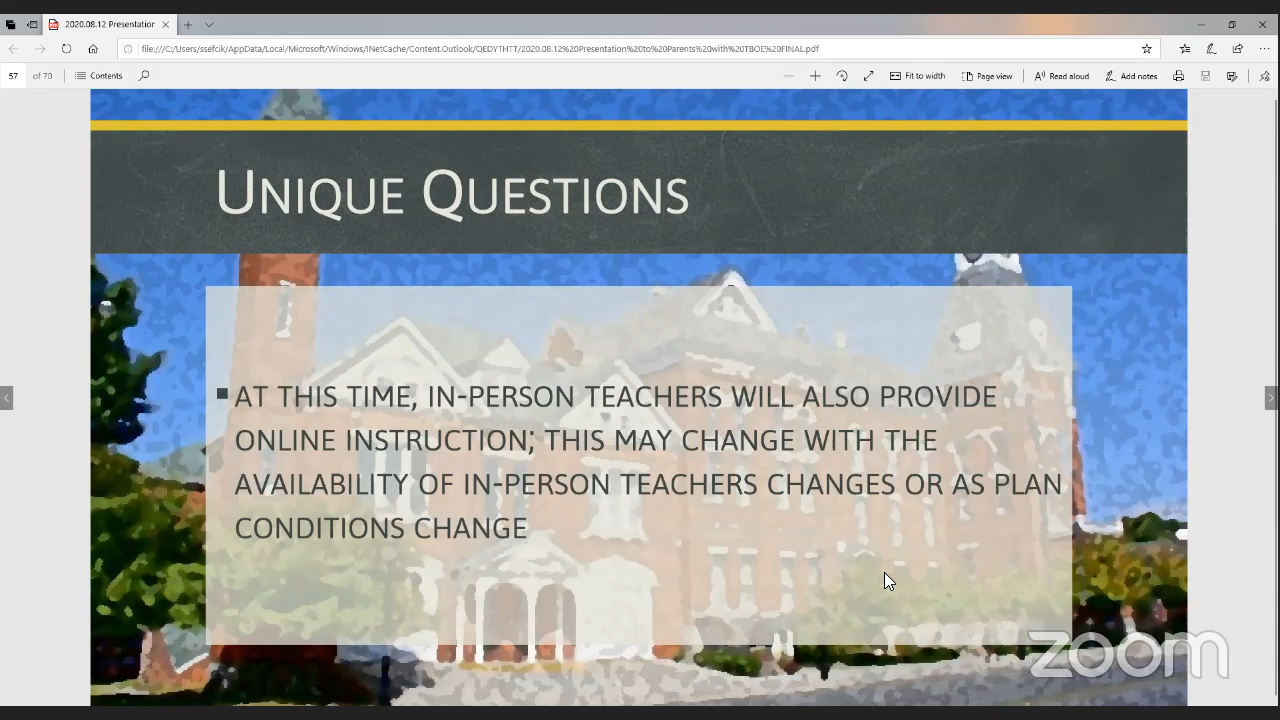 2020.08.12 Presentation
file:///C:/Users/ssefcik/AppData/Local/Microsoft/Windows/INetCache/Content.Outlook/QEDYTHTT/2020.08.12%20Presentation%20to%20Parents%20with%20TBOE%20FINAL.pdf
57 of 70 Contents Fit to width Page view Read aloud Add notes
UNIQUE QUESTIONS
AT THIS TIME, IN-PERSON TEACHERS WILL ALSO PROVIDE
ONLINE INSTRUCTION; THIS MAY CHANGE WITH THE
AVAILABILITY OF IN-PERSON TEACHERS CHANGES OR AS PLAN
CONDITIONS CHANGE
zoom